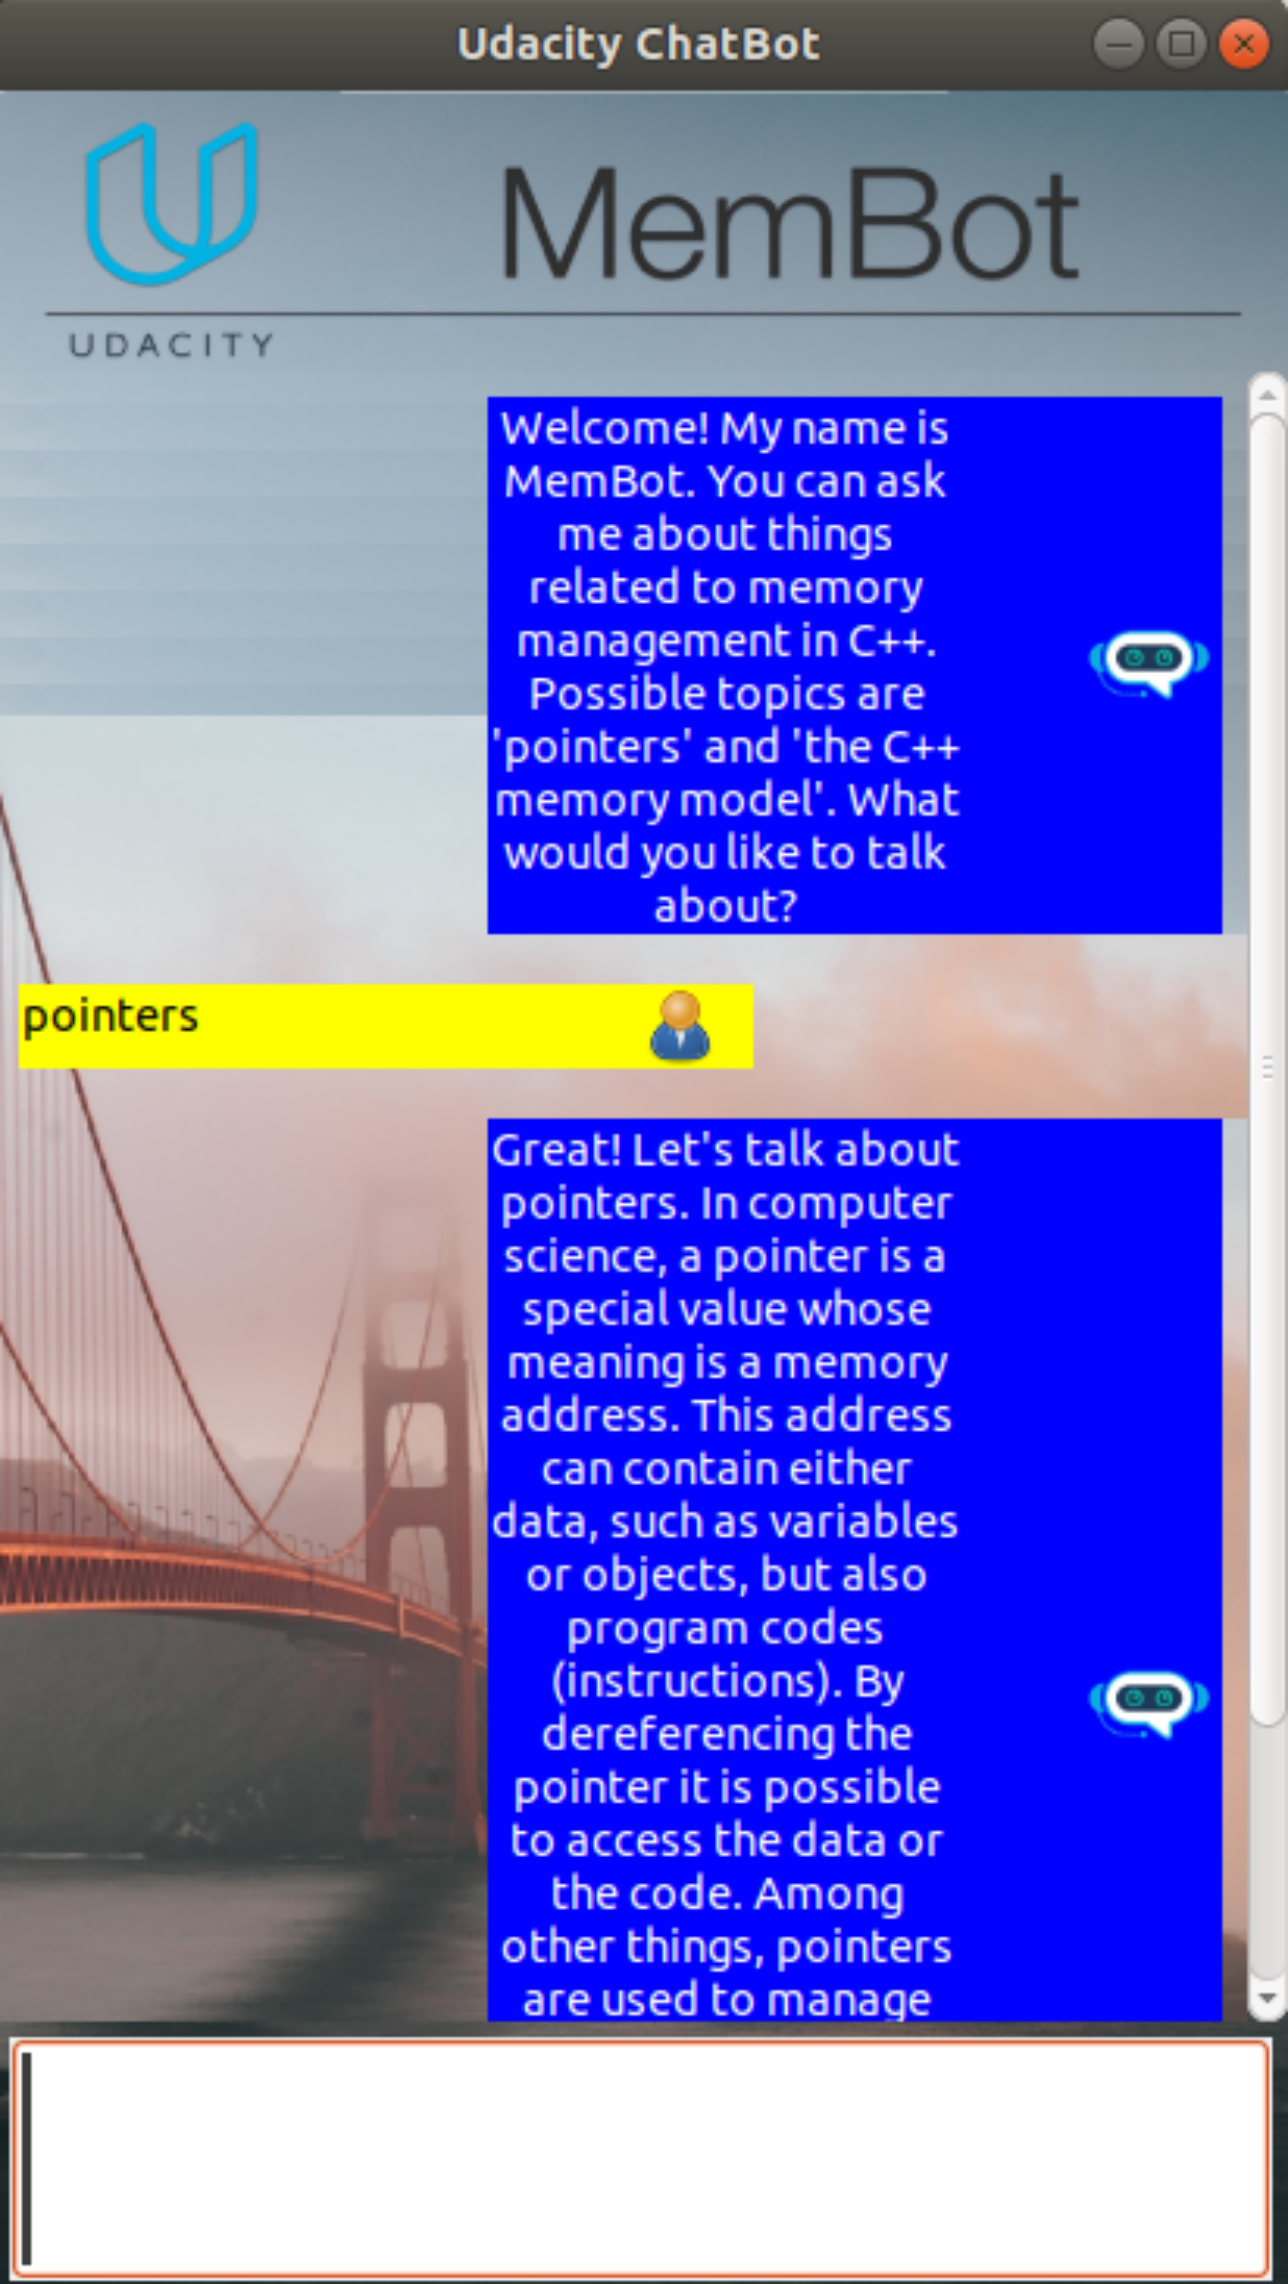 Udacity ChatBot
MemBot
UDACITY
Welcome! My name is
MemBot. You can ask
me about things
related to memory
management in C++.
Possible topics are
'pointers' and 'the C++
memory model'. What
would you like to talk
about?
pointers
Great! Let's talk about
pointers. In computer
science, a pointer is a
special value whose
meaning is a memory
address. This address
can contain either
data, such as variables
or objects, but also
program codes
(instructions). By
dereferencing the
pointer it is possible
to access the data or
the code. Among
other things, pointers
are used to manage